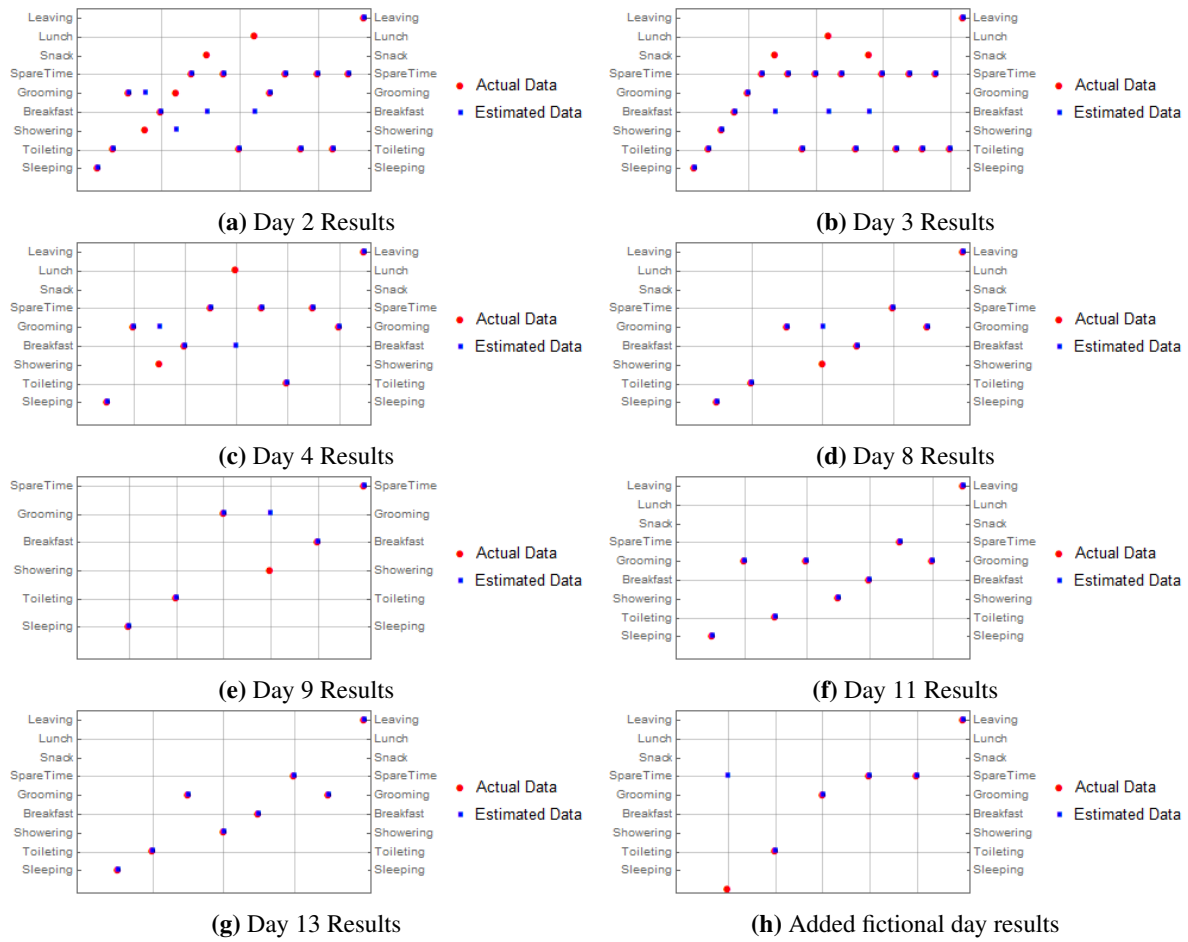 Leaving
Lunch
Snack
SpareTime
Grooming
Breakfast
Showering
Toileting
Sleeping
Leaving
Lunch
Snack
SpareTime
Grooming
Breakfast
Showering
Toileting
Sleeping
Actual Data
Estimated Data
(a) Day 2 Results
Leaving
Lunch
Snack
SpareTime
Grooming
Breakfast
Showering
Toileting
Sleeping
Leaving
Lunch
Snack
SpareTime
Grooming
Breakfast
Showering
Toileting
Sleeping
Actual Data
Estimated Data
(b) Day 3 Results
Leaving
Lunch
Snack
SpareTime
Grooming
Breakfast
Showering
Toileting
Sleeping
Leaving
Lunch
Snack
SpareTime
Grooming
Breakfast
Showering
Toileting
Sleeping
Actual Data
Estimated Data
(c) Day 4 Results
Leaving
Lunch
Snack
SpareTime
Grooming
Breakfast
Showering
Toileting
Sleeping
Leaving
Lunch
Snack
SpareTime
Grooming
Breakfast
Showering
Toileting
Sleeping
Actual Data
Estimated Data
(d) Day 8 Results
SpareTime
Grooming
Breakfast
Showering
Toileting
Sleeping
SpareTime
Grooming
Breakfast
Showering
Toileting
Sleeping
Actual Data
Estimated Data
(e) Day 9 Results
Leaving
Lunch
Snack
SpareTime
Grooming
Breakfast
Showering
Toileting
Sleeping
Leaving
Lunch
Snack
SpareTime
Grooming
Breakfast
Showering
Toileting
Sleeping
Actual Data
Estimated Data
(f) Day 11 Results
Leaving
Lunch
Snack
SpareTime
Grooming
Breakfast
Showering
Toileting
Sleeping
Leaving
Lunch
Snack
SpareTime
Grooming
Breakfast
Showering
Toileting
Sleeping
Actual Data
Estimated Data
(g) Day 13 Results
Leaving
Lunch
Snack
SpareTime
Grooming
Breakfast
Showering
Toileting
Sleeping
Leaving
Lunch
Snack
SpareTime
Grooming
Breakfast
Showering
Toileting
Sleeping
Actual Data
Estimated Data
(h) Added fictional day results